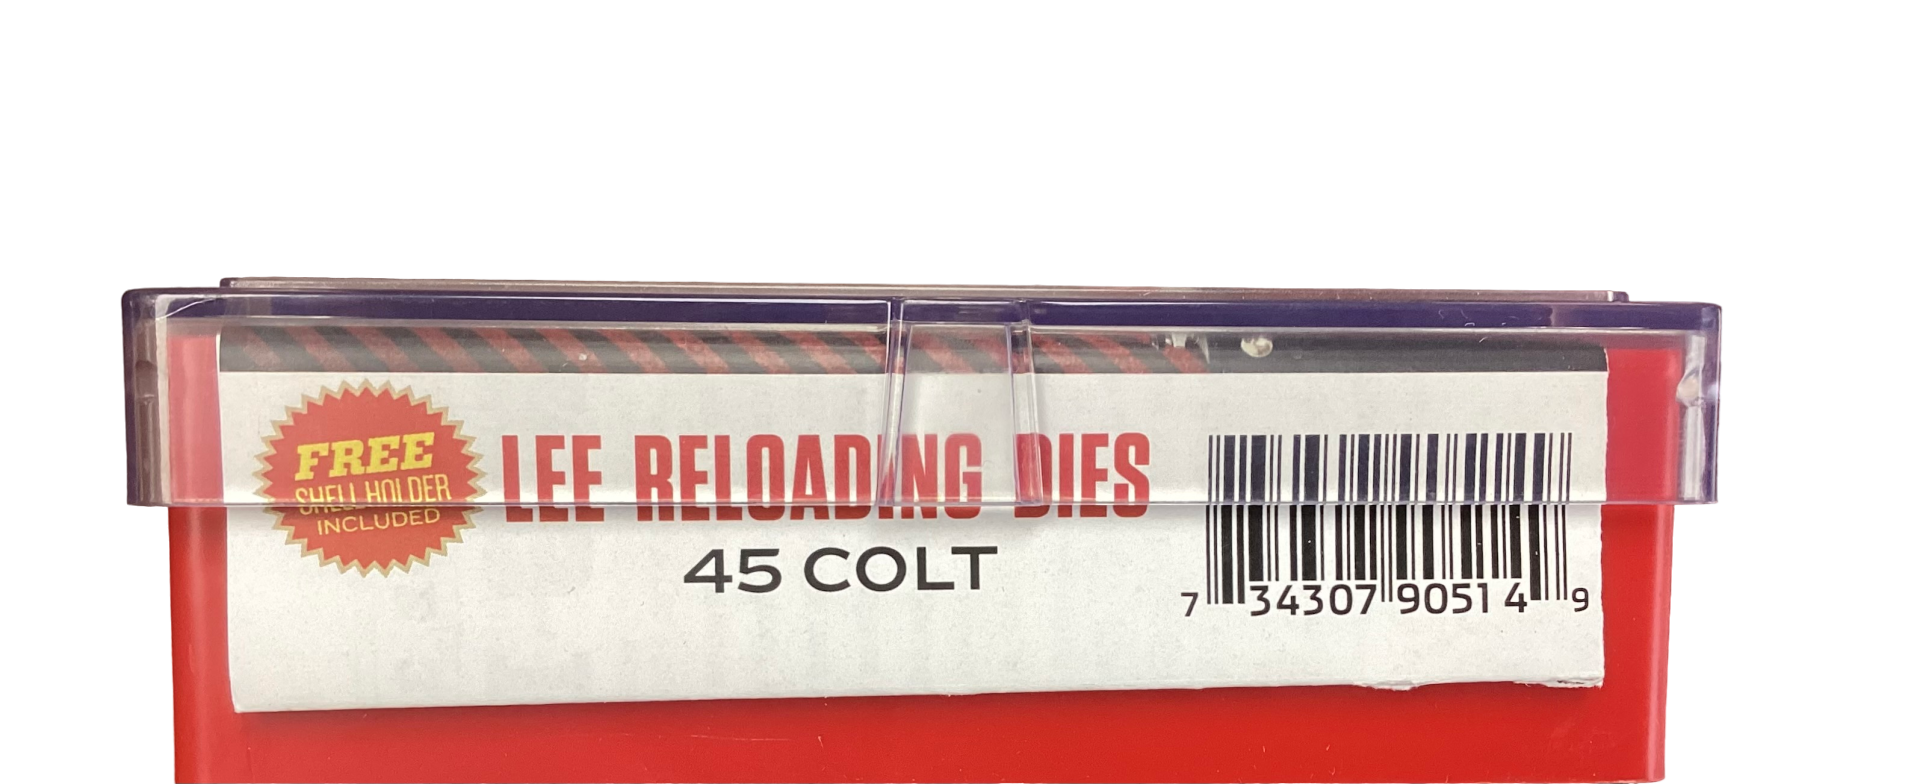 FREE
SHELL HOLDER
INCLUDED
LEE RELOADING DIES
45 COLT
7 34307 90514 9